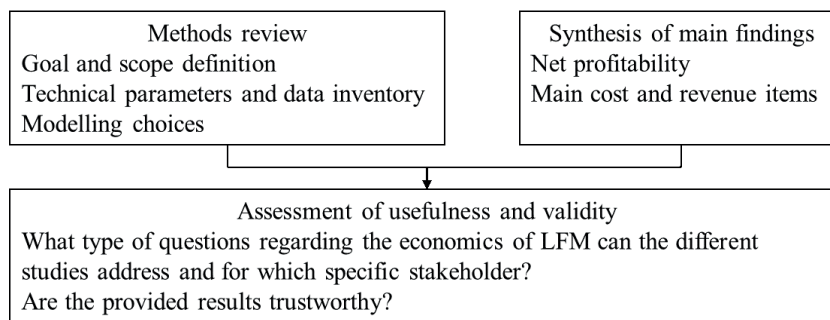 Methods review
Goal and scope definition
Technical parameters and data inventory
Modelling choices
Synthesis of main findings
Net profitability
Main cost and revenue items
Assessment of usefulness and validity
What type of questions regarding the economics of LFM can the different
studies address and for which specific stakeholder?
Are the provided results trustworthy?